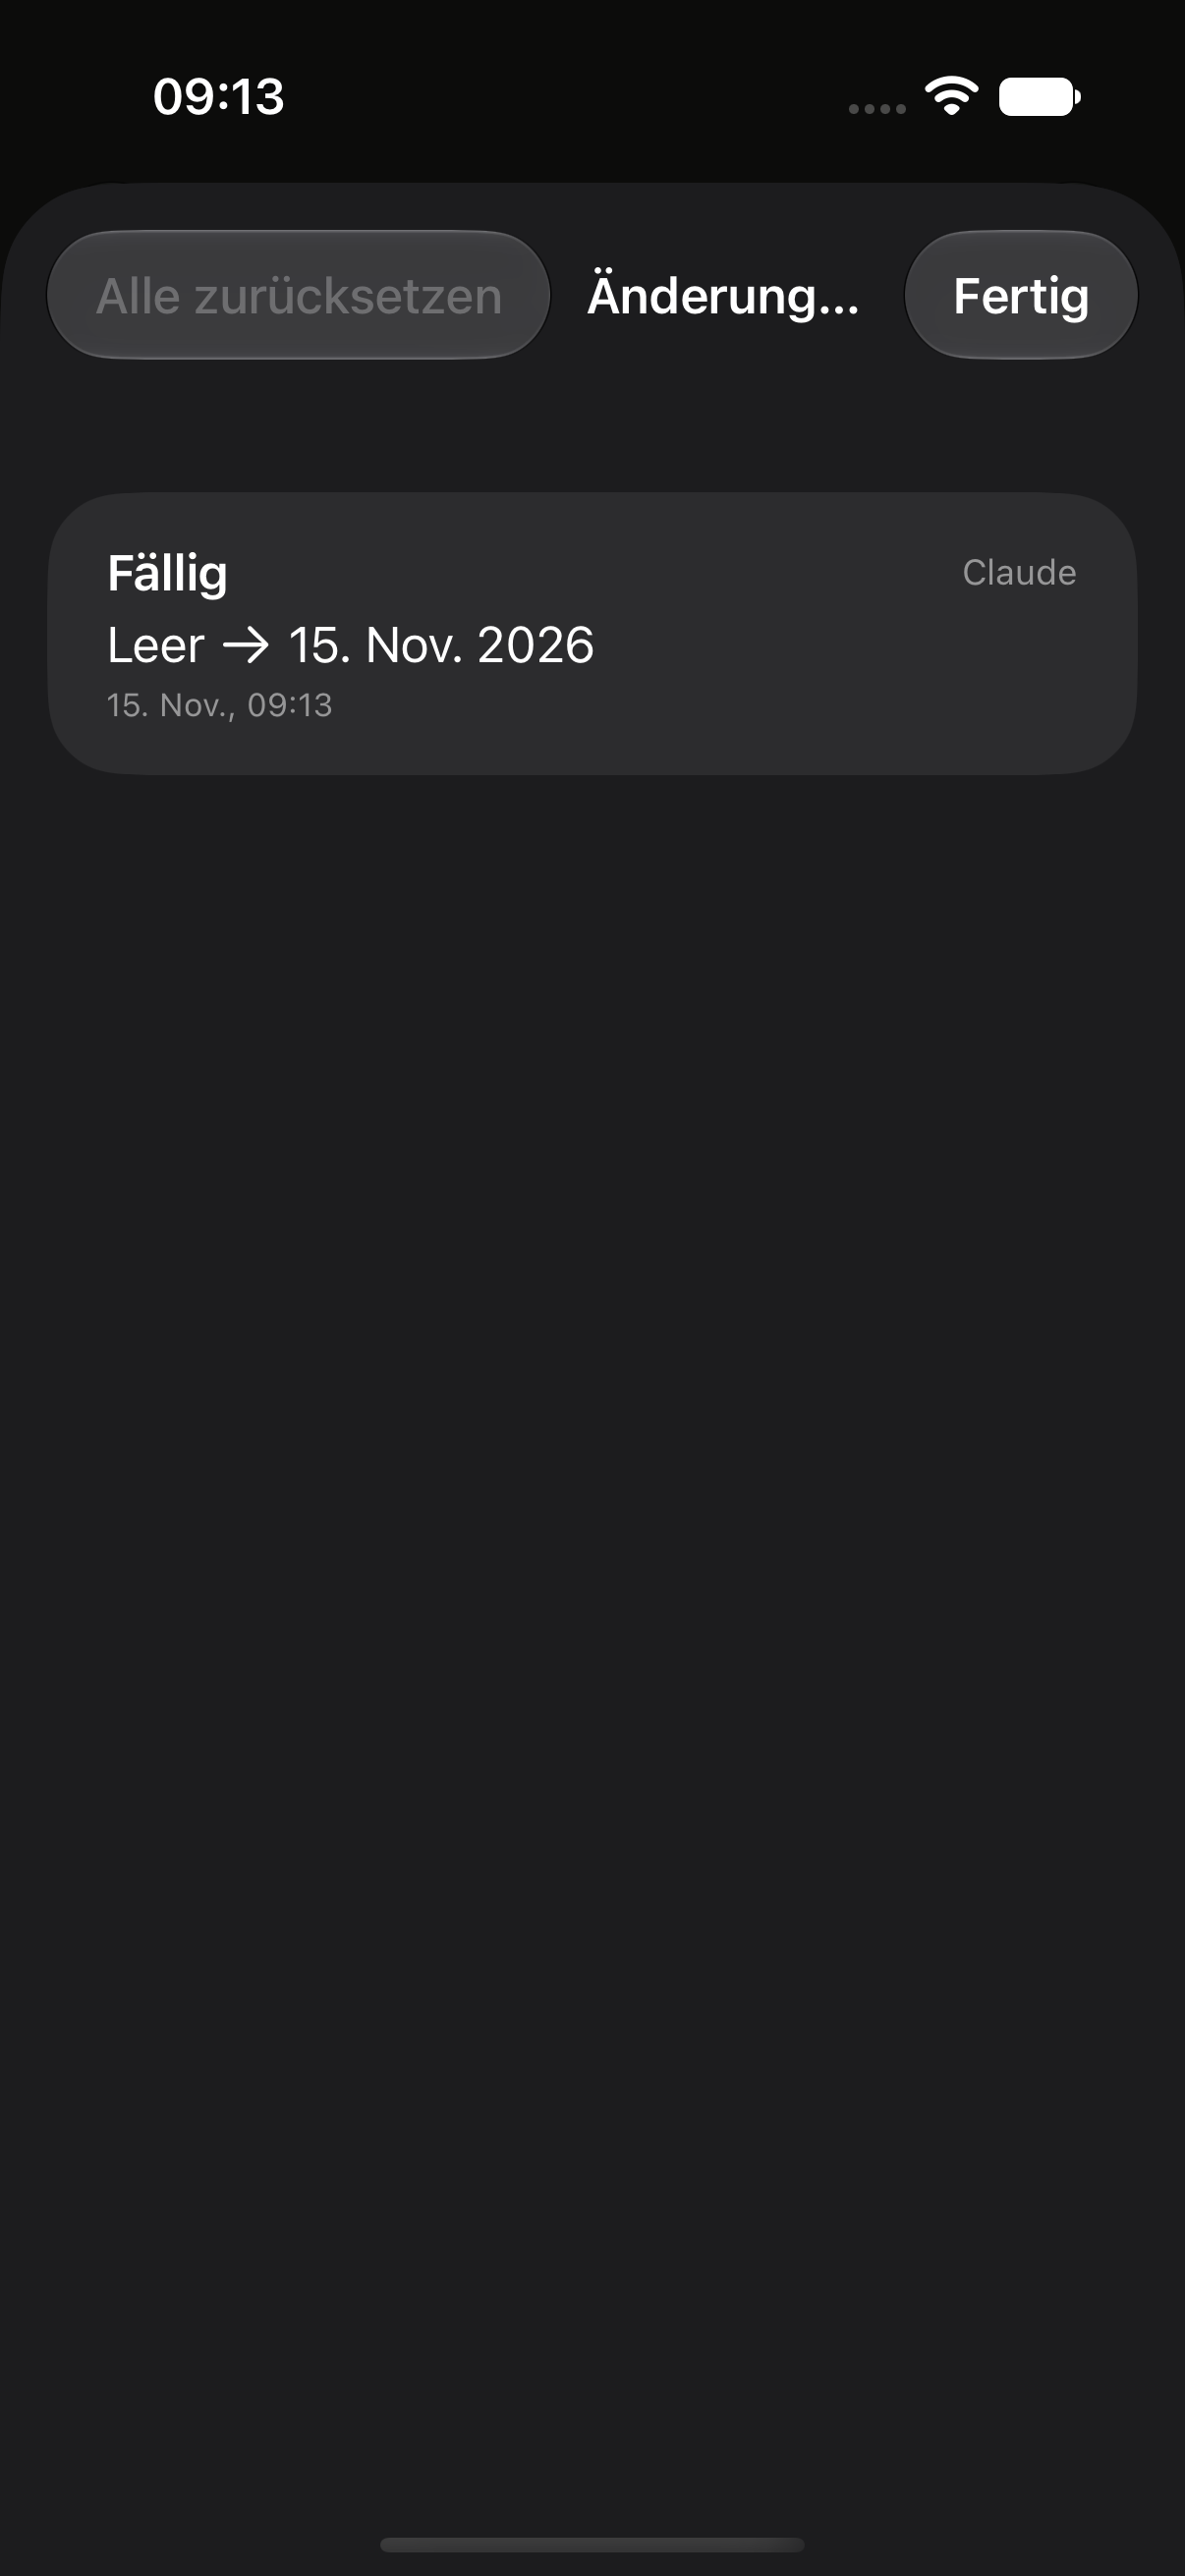 09:13
Alle zurücksetzen Änderung... Fertig
Fällig Claude
Leer → 15. Nov. 2026
15. Nov., 09:13